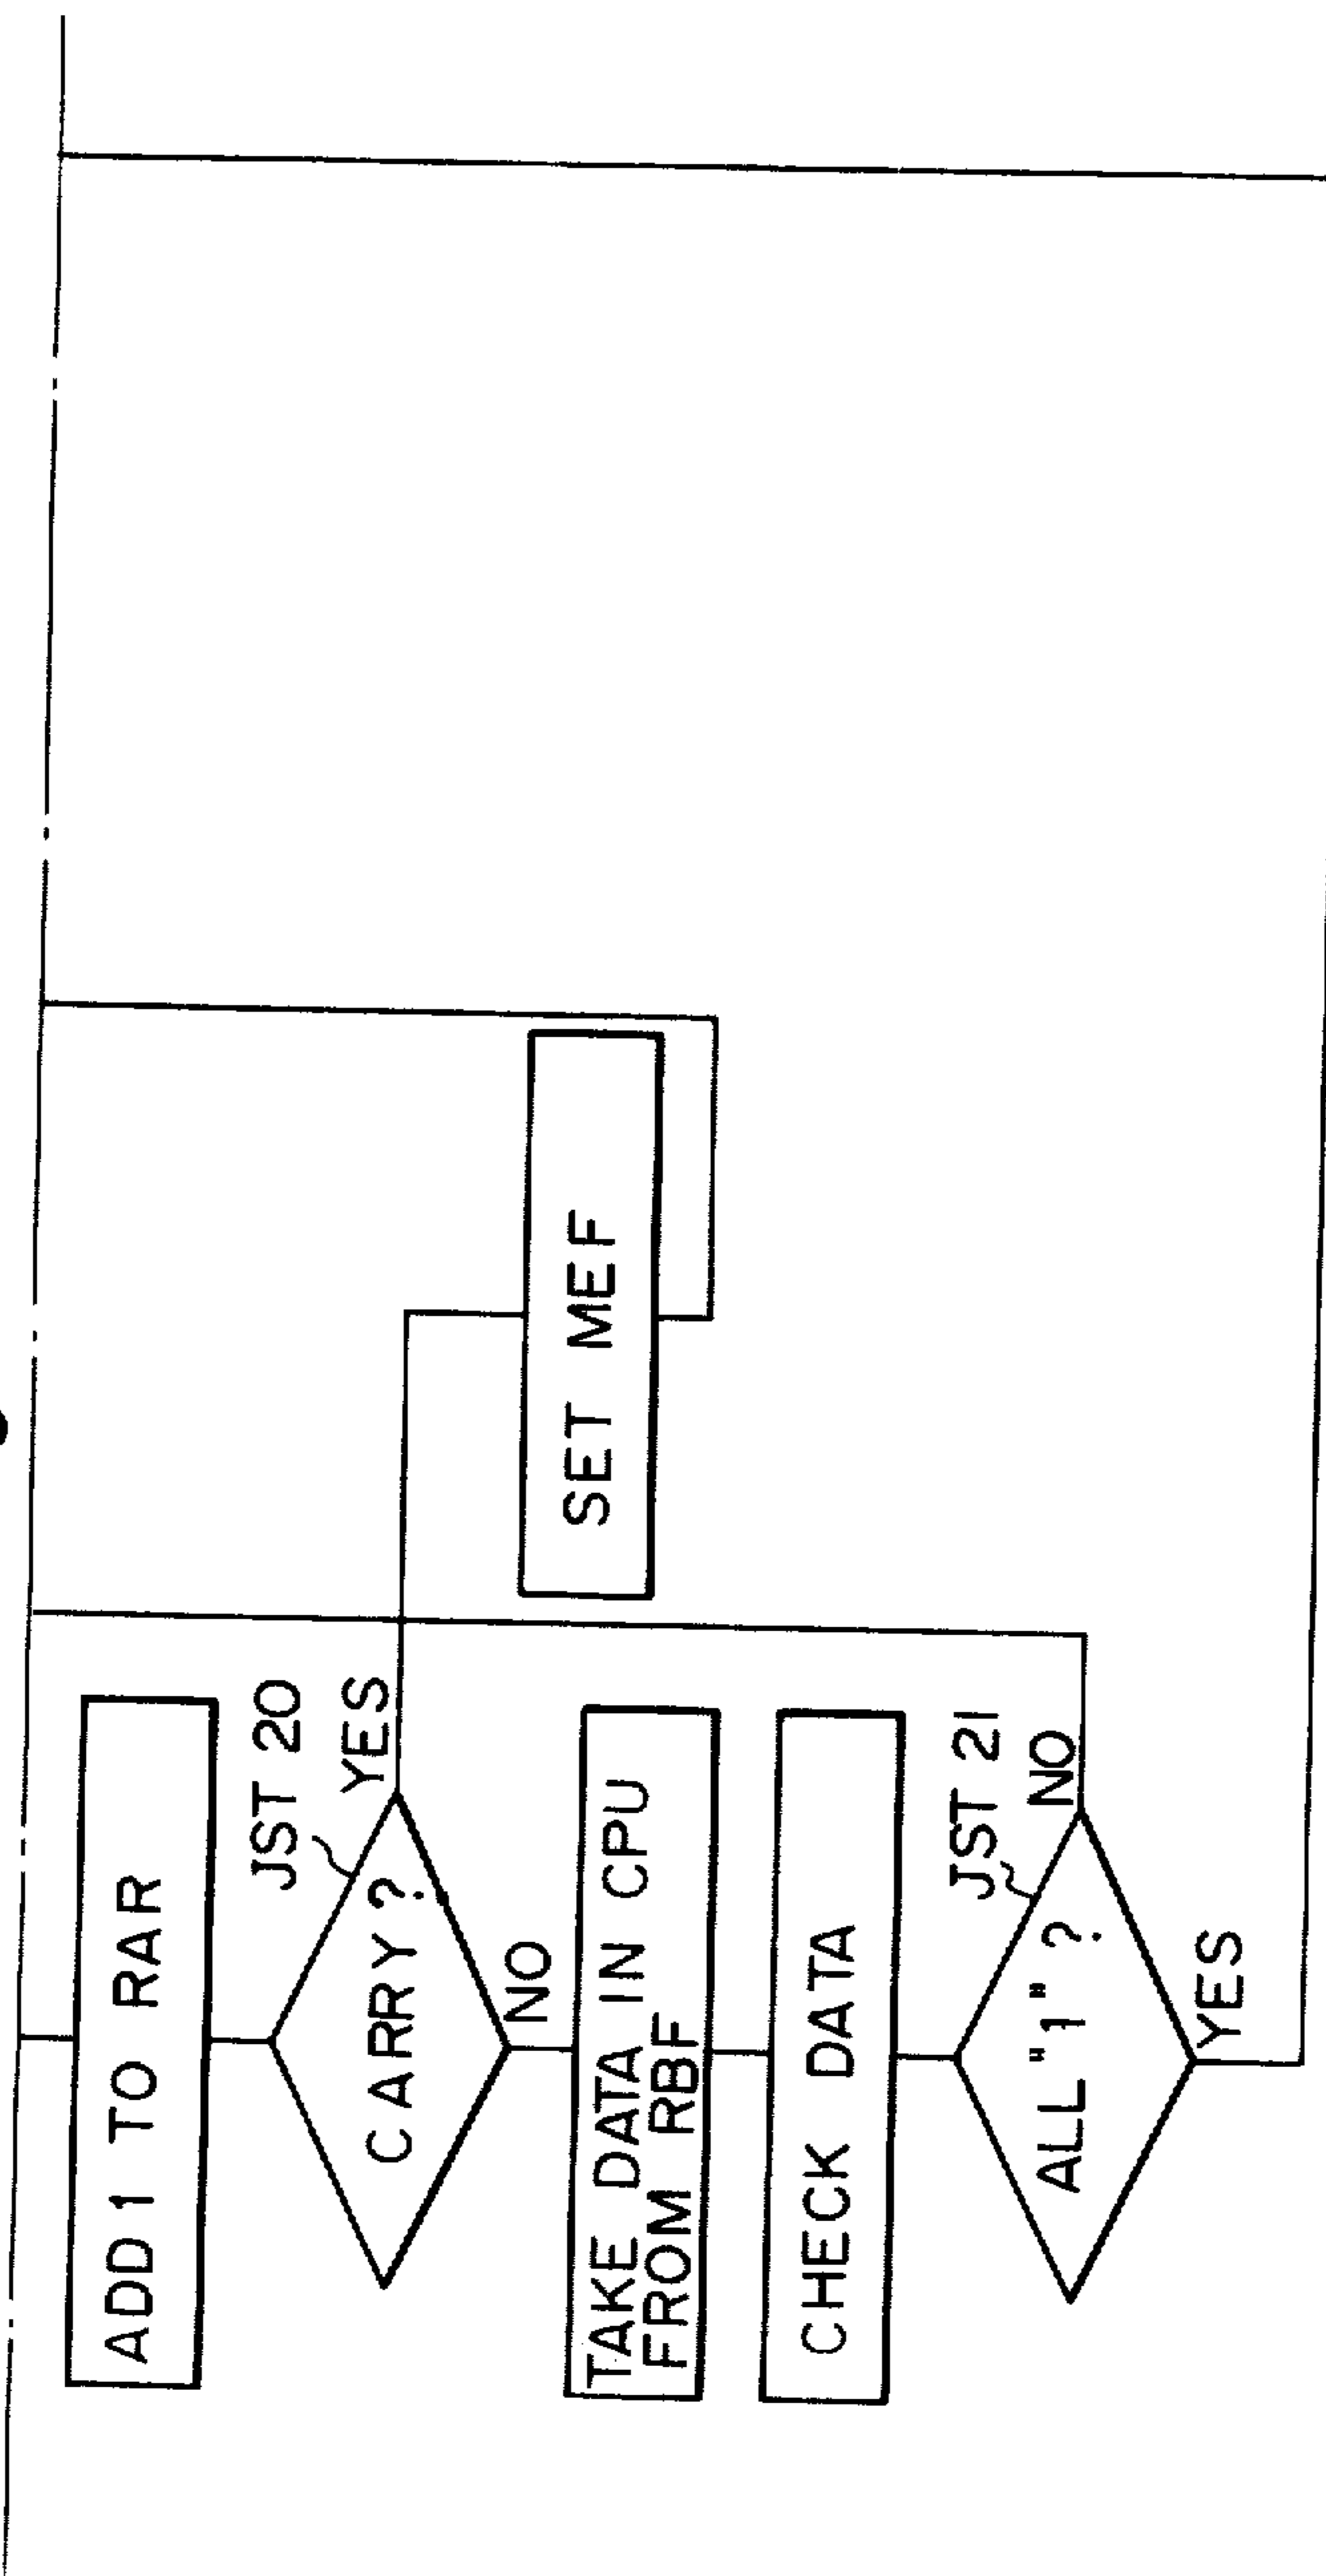 ADD 1 TO RAR
JST 20
CARRY?
YES
NO
SET MEF
TAKE DATA IN CPU
FROM RBF
CHECK DATA
JST 21
ALL "1" ?
NO
YES